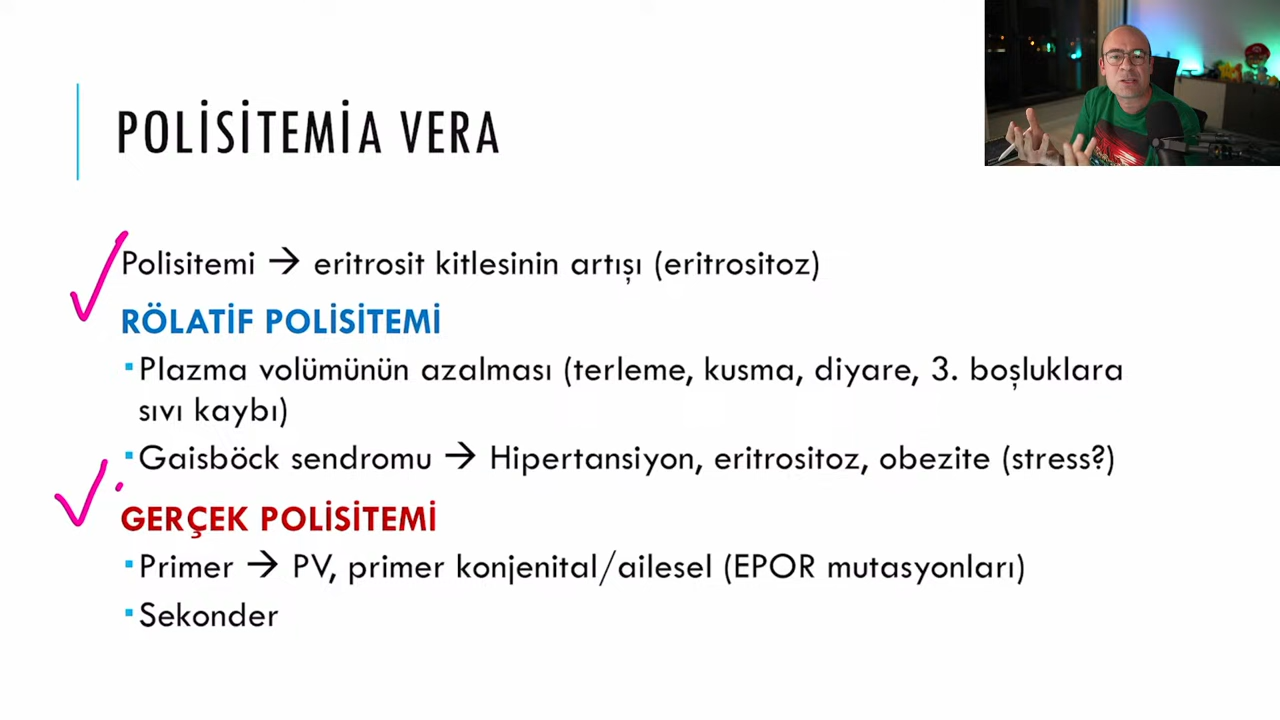 POLİSİTEMİA VERA
Polisitemi → eritrosit kitlesinin artışı (eritrositoz)
RÖLATİF POLİSİTEMİ
▪Plazma volümünün azalması (terleme, kusma, diyare, 3. boşluklara
sıvı kaybı)
▪Gaisböck sendromu → Hipertansiyon, eritrositoz, obezite (stress?)
GERÇEK POLİSİTEMİ
▪Primer → PV, primer konjenital/ailesel (EPOR mutasyonları)
▪Sekonder